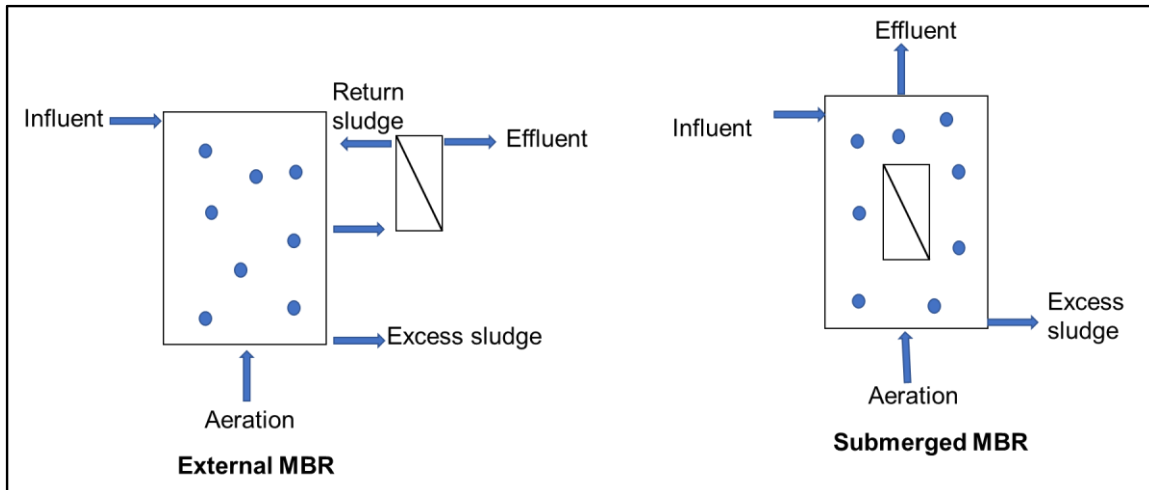 Influent
Return
sludge
Effluent
Excess sludge
Aeration
External MBR
Effluent
Influent
Excess
sludge
Aeration
Submerged MBR